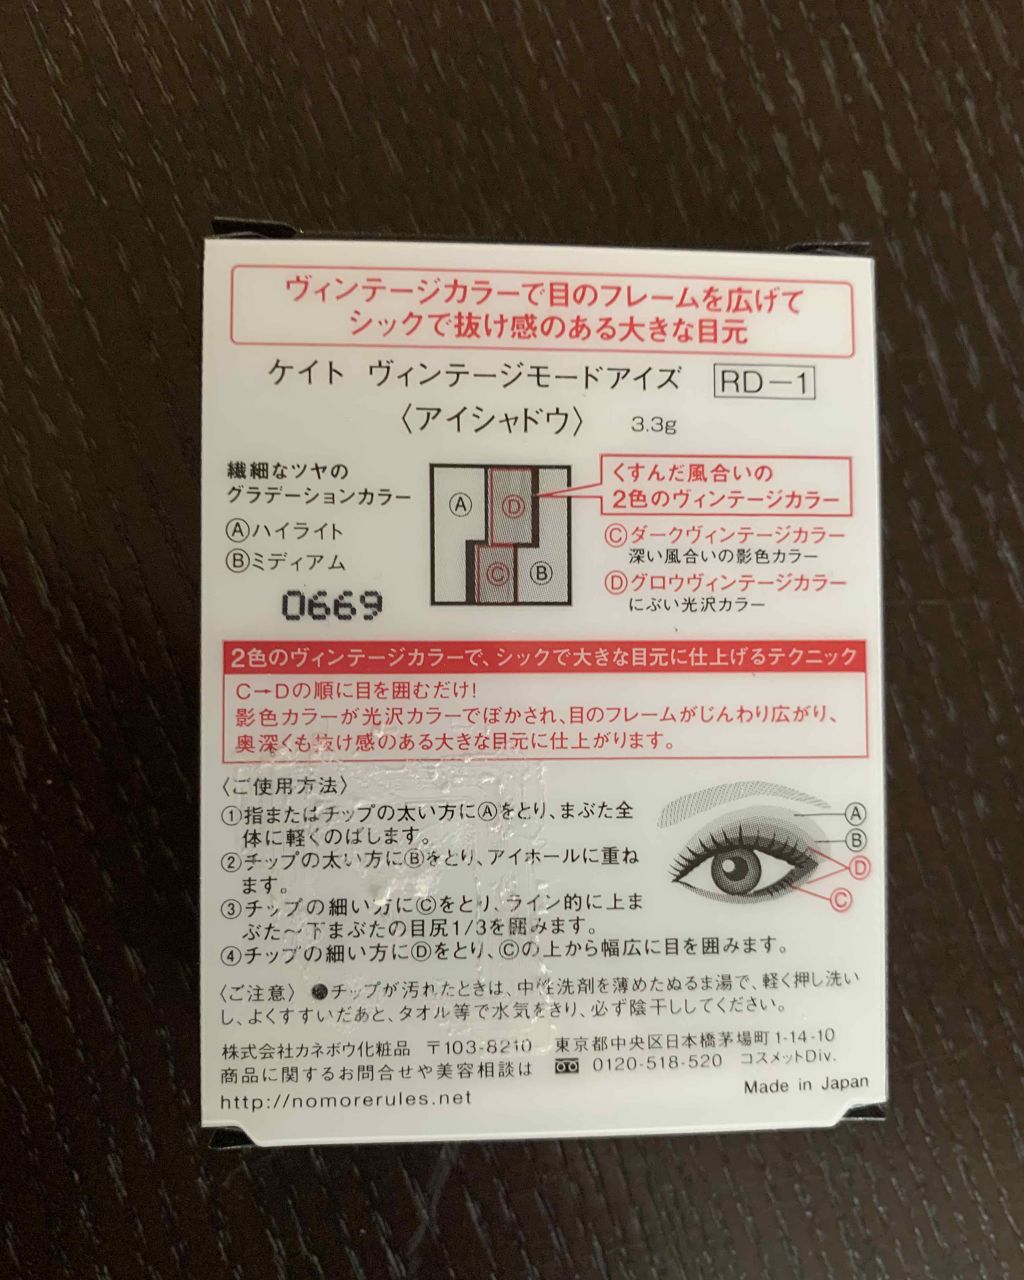 ヴィンテージカラーで目のフレームを広げて
シックで抜け感のある大きな目元
ケイト ヴィンテージモードアイズ RD-1
〈アイシャドウ〉 3.3g
繊細なツヤの
グラデーションカラー
Ⓐハイライト
Ⓑミディアム
0669
Ⓐ
Ⓓ
Ⓒ
Ⓑ
くすんだ風合いの
2色のヴィンテージカラー
Ⓒダークヴィンテージカラー
深い風合いの影色カラー
Ⓓグロウヴィンテージカラー
にぶい光沢カラー
2色のヴィンテージカラーで、シックで大きな目元に仕上げるテクニック
C→Dの順に目を囲むだけ!
影色カラーが光沢カラーでぼかされ、目のフレームがじんわり広がり、
奥深くも抜け感のある大きな目元に仕上がります。
〈ご使用方法〉
①指またはチップの太い方にⒶをとり、まぶた全
体に軽くのばします。
②チップの太い方にⒷをとり、アイホールに重ね
ます。
③チップの細い方にⒸをとり、ライン的に上ま
ぶた〜下まぶたの目尻1/3を囲みます。
④チップの細い方にⒹをとり、Ⓒの上から幅広に目を囲みます。
Ⓐ
Ⓑ
Ⓓ
Ⓒ
〈ご注意〉 ●チップが汚れたときは、中性洗剤を薄めたぬるま湯で、軽く押し洗い
し、よくすすいだあと、タオル等で水気をきり、必ず陰干ししてください。
株式会社カネボウ化粧品 〒103-8210 東京都中央区日本橋茅場町1-14-10
商品に関するお問合せや美容相談は 0120-518-520 コスメットDiv.
http://nomorerules.net Made in Japan